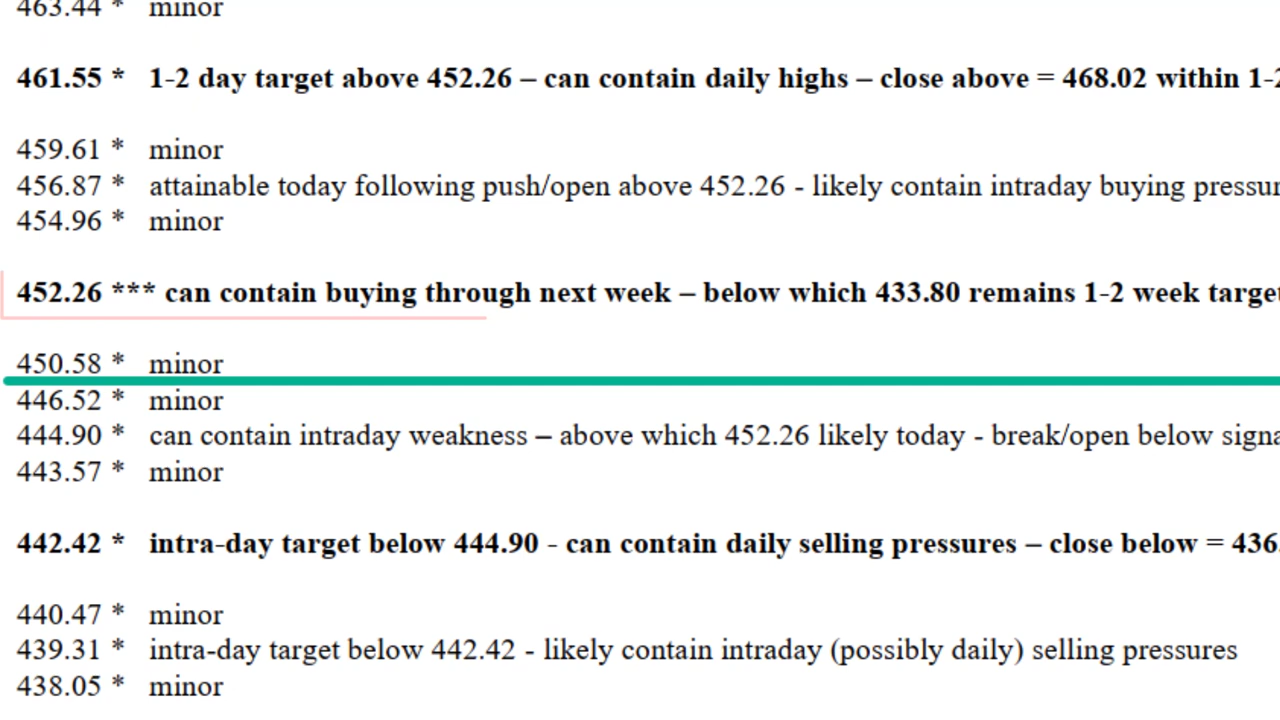 463.44 * minor
461.55 * 1-2 day target above 452.26 – can contain daily highs – close above = 468.02 within 1-2
459.61 * minor
456.87 * attainable today following push/open above 452.26 - likely contain intraday buying
454.96 * minor
452.26 *** can contain buying through next week – below which 433.80 remains 1-2 week
450.58 * minor
446.52 * minor
444.90 * can contain intraday weakness – above which 452.26 likely today - break/open below
443.57 * minor
442.42 * intra-day target below 444.90 - can contain daily selling pressures – close below = 436.
440.47 * minor
439.31 * intra-day target below 442.42 - likely contain intraday (possibly daily) selling pressures
438.05 * minor